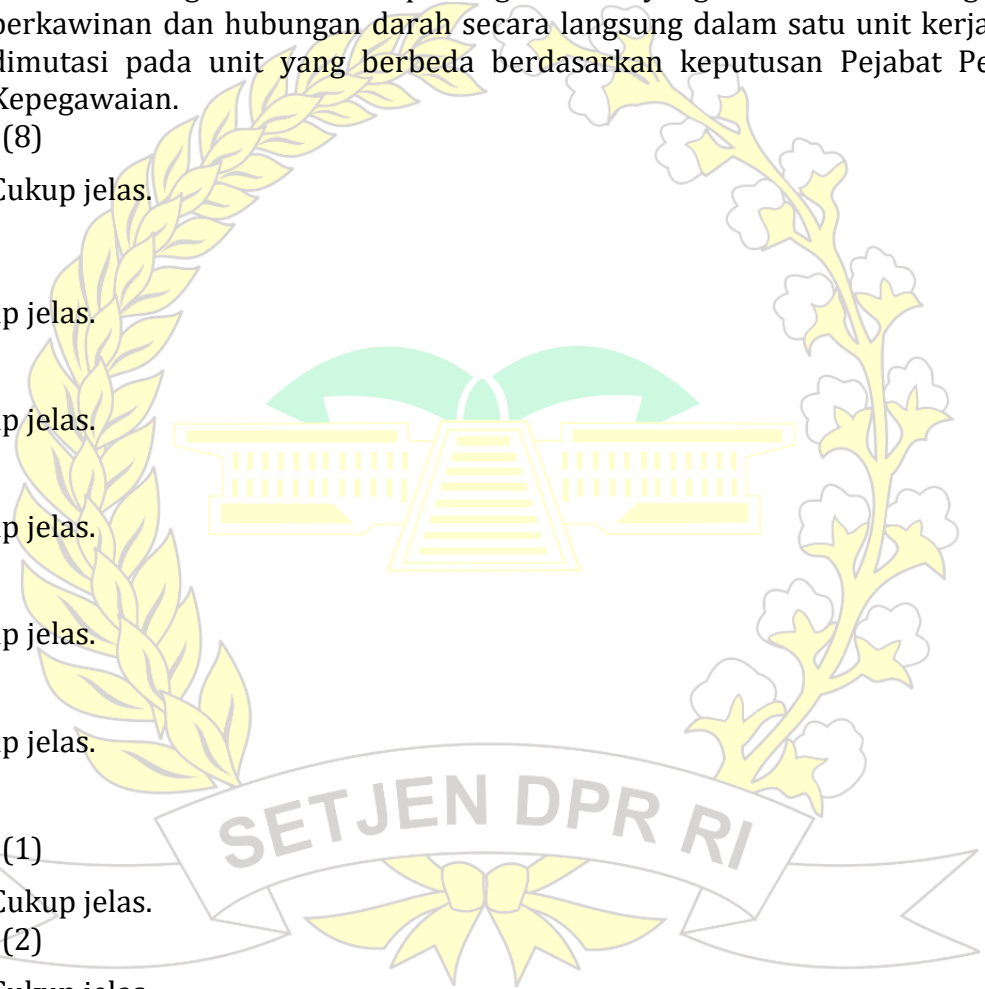 perkawinan dan hubungan darah secara langsung dalam satu unit kerja
dimutasi pada unit yang berbeda berdasarkan keputusan Pejabat Pe
Kepegawaian.
(8)
Cukup jelas.
p jelas.
p jelas.
p jelas.
p jelas.
p jelas.
SETJEN DPR RI
(1)
Cukup jelas.
(2)